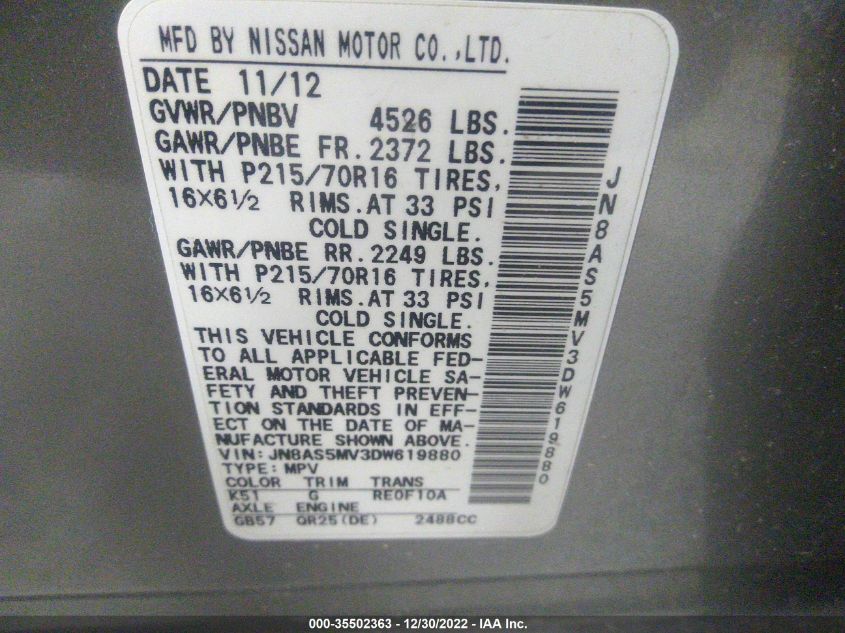 MFD BY NISSAN MOTOR CO.,LTD.
DATE 11/12
GVWR/PNBV 4526 LBS.
GAWR/PNBE FR. 2372 LBS.
WITH P215/70R16 TIRES,
16X6½ RIMS.AT 33 PSI
COLD SINGLE.
GAWR/PNBE RR. 2249 LBS.
WITH P215/70R16 TIRES,
16X6½ RIMS.AT 33 PSI
COLD SINGLE.
THIS VEHICLE CONFORMS
TO ALL APPLICABLE FED-
ERAL MOTOR VEHICLE SA-
FETY AND THEFT PREVEN-
TION STANDARDS IN EFF-
ECT ON THE DATE OF MA-
NUFACTURE SHOWN ABOVE.
VIN: JN8AS5MV3DW619880
TYPE: MPV
COLOR TRIM TRANS
K51 G RE0F10A
AXLE ENGINE
GB57 QR25(DE) 2488CC
JN8AS5MV3DW619880
000-35502363 - 12/30/2022 - IAA Inc.